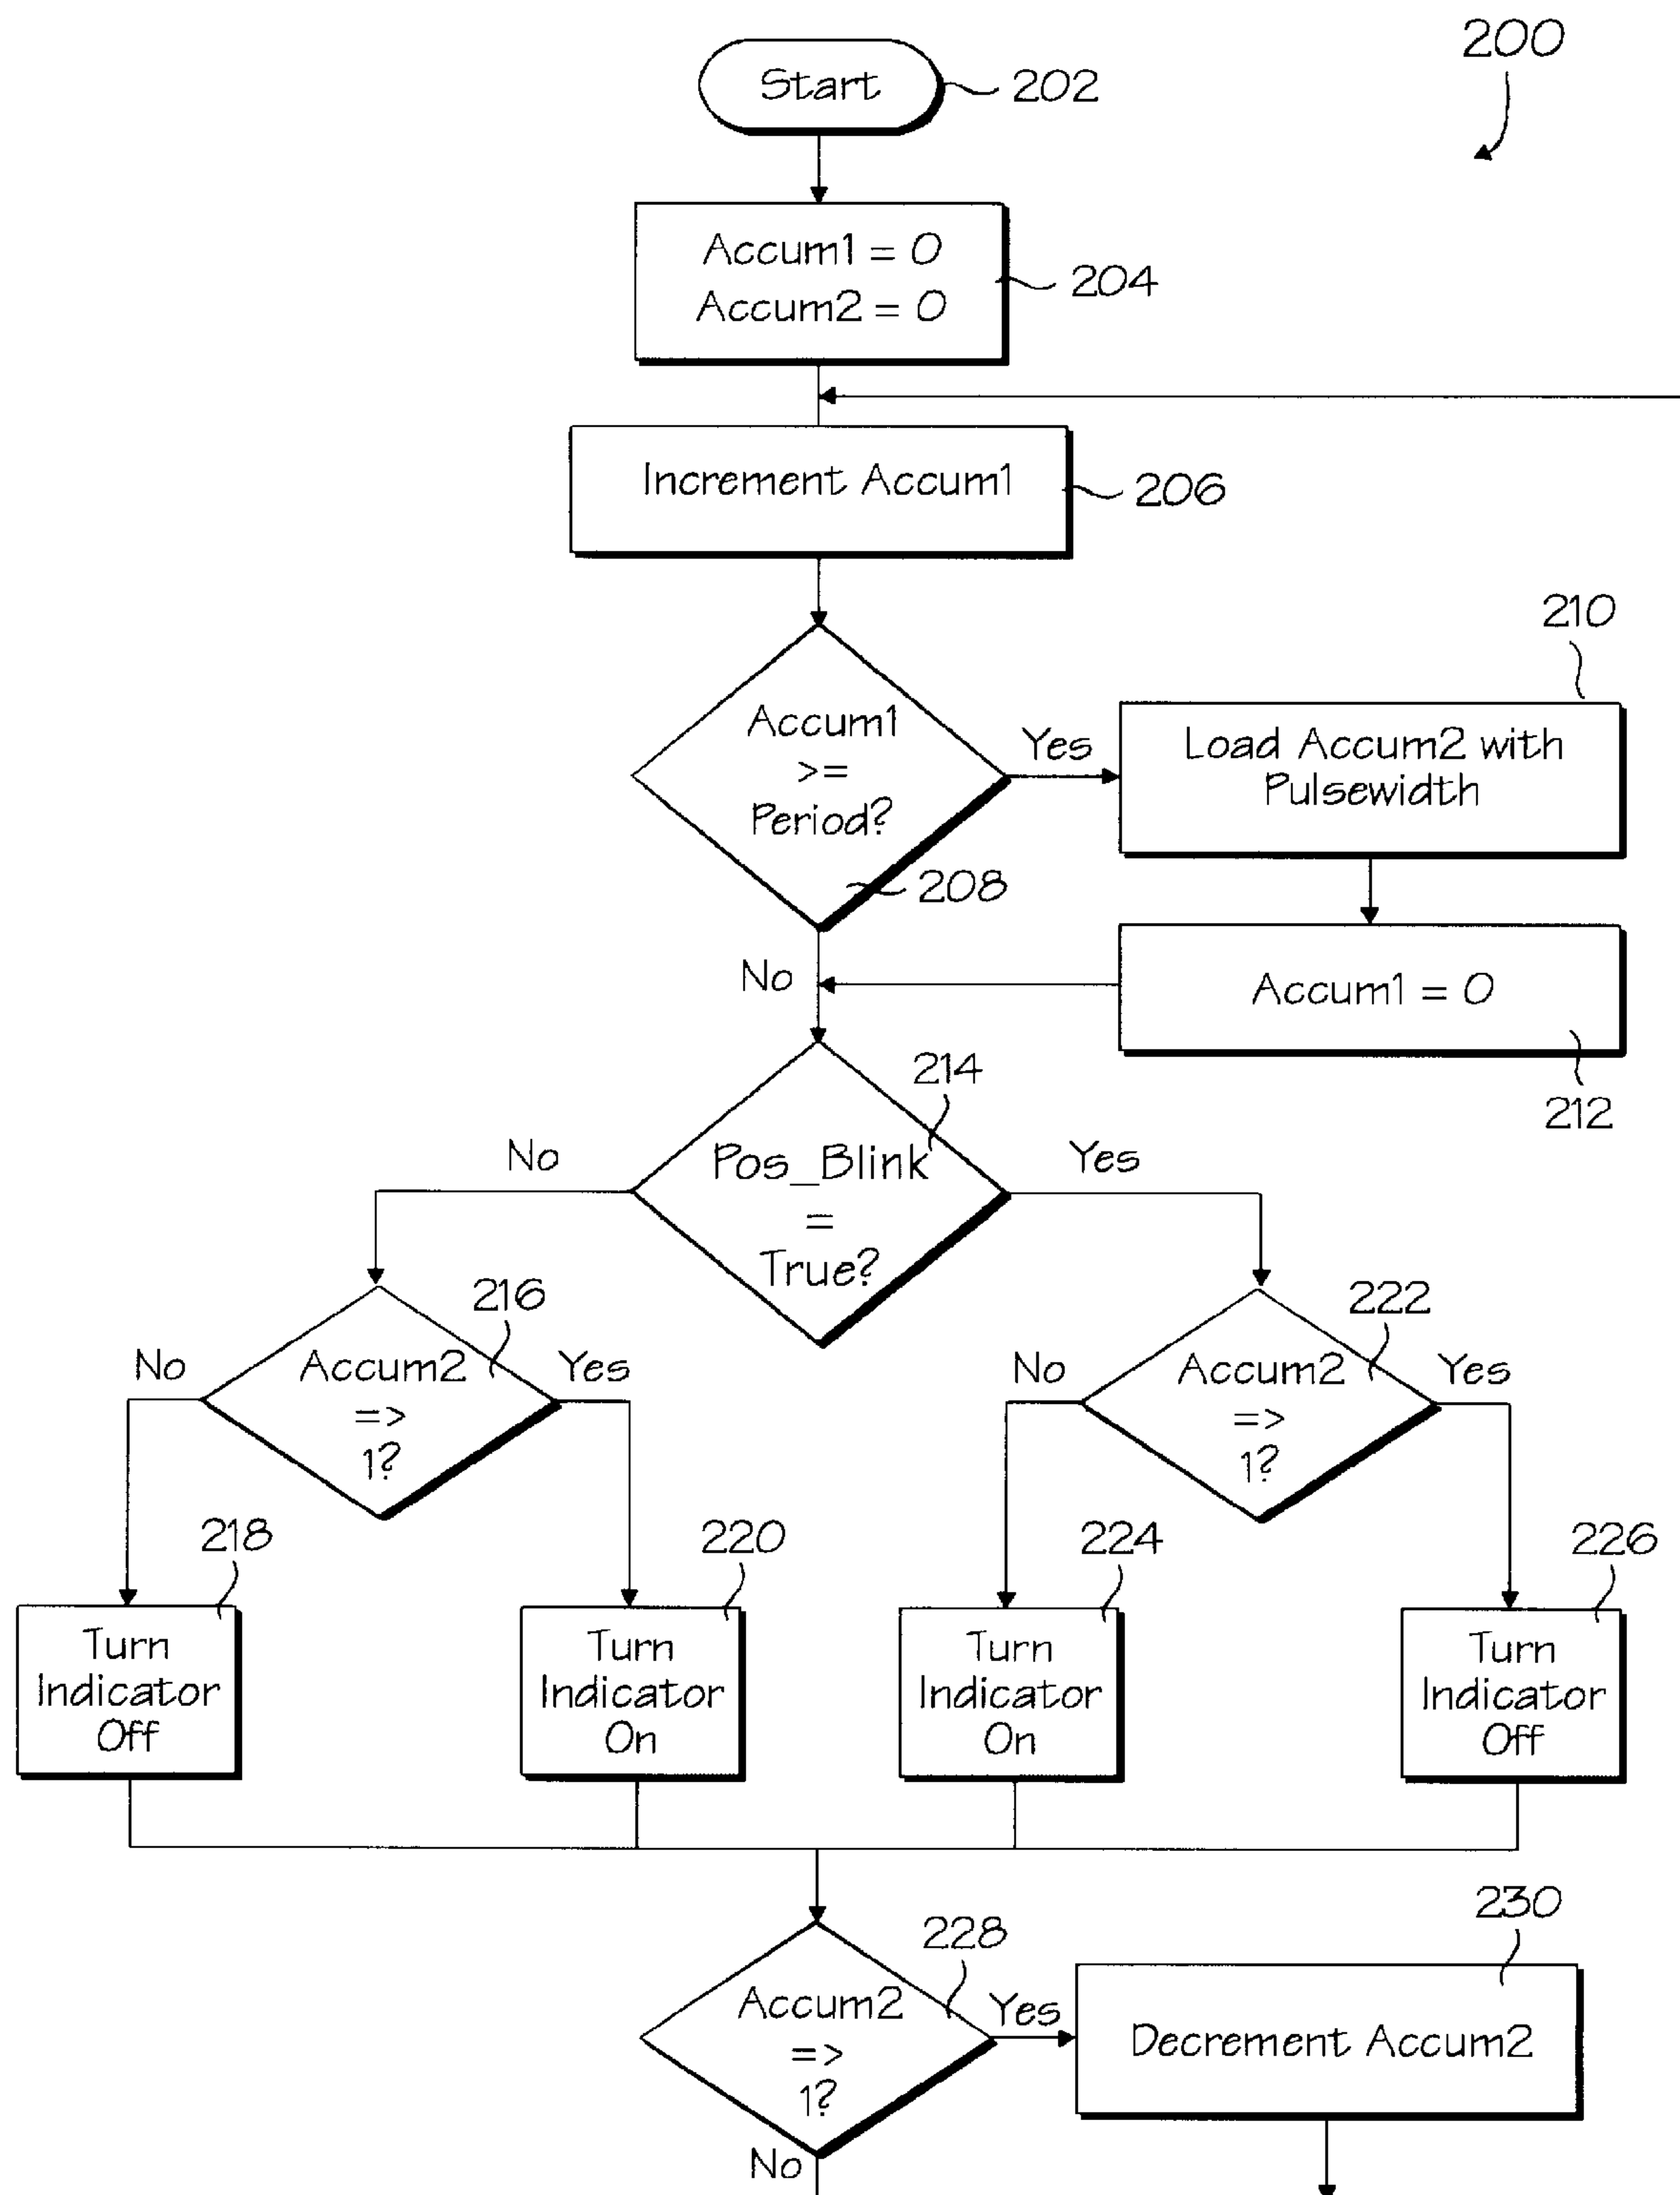 200
Start
202
Accum1 = 0
Accum2 = 0
204
Increment Accum1
206
210
Accum1
>=
Period?
Yes
Load Accum2 with
Pulsewidth
208
No
Accum1 = 0
212
214
No
Pos_Blink
=
True?
Yes
216
No
Accum2
=>
1?
Yes
222
No
Accum2
=>
1?
Yes
218
Turn
Indicator
Off
220
Turn
Indicator
On
224
Turn
Indicator
On
226
Turn
Indicator
Off
228
Accum2
=>
1?
Yes
230
Decrement Accum2
No